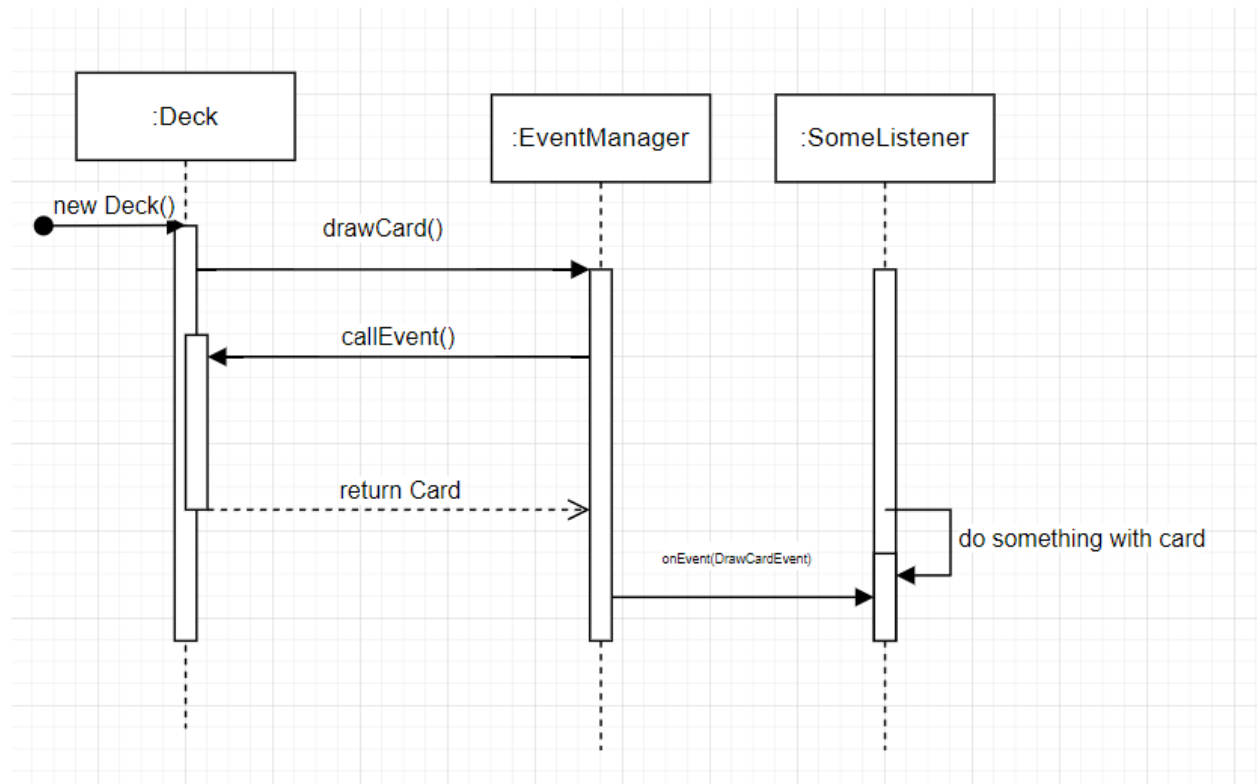 :Deck
:EventManager
:SomeListener
new Deck()
drawCard()
callEvent()
return Card
do something with card
onEvent(DrawCardEvent)